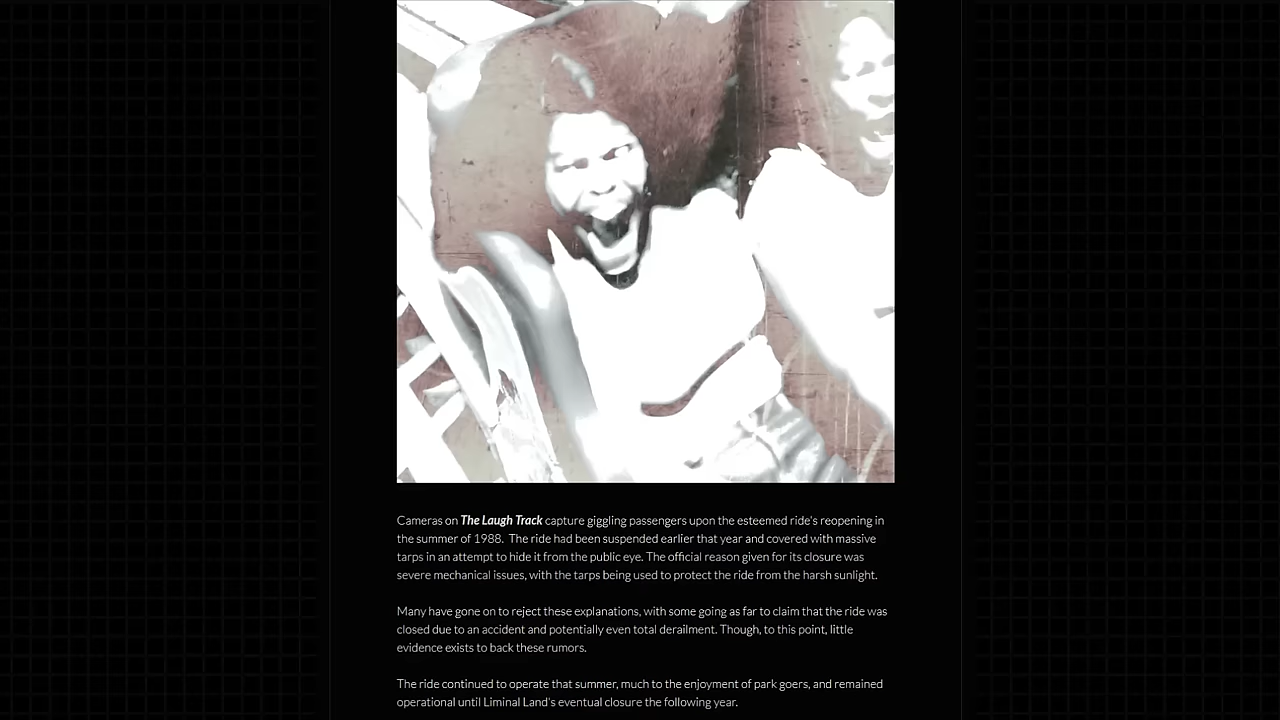 Cameras on The Laugh Track capture giggling passengers upon the esteemed ride's reopening in
the summer of 1988. The ride had been suspended earlier that year and covered with massive
tarps in an attempt to hide it from the public eye. The official reason given for its closure was
severe mechanical issues, with the tarps being used to protect the ride from the harsh sunlight.
Many have gone on to reject these explanations, with some going as far to claim that the ride was
closed due to an accident and potentially even total derailment. Though, to this point, little
evidence exists to back these rumors.
The ride continued to operate that summer, much to the enjoyment of park goers, and remained
operational until Liminal Land's eventual closure the following year.